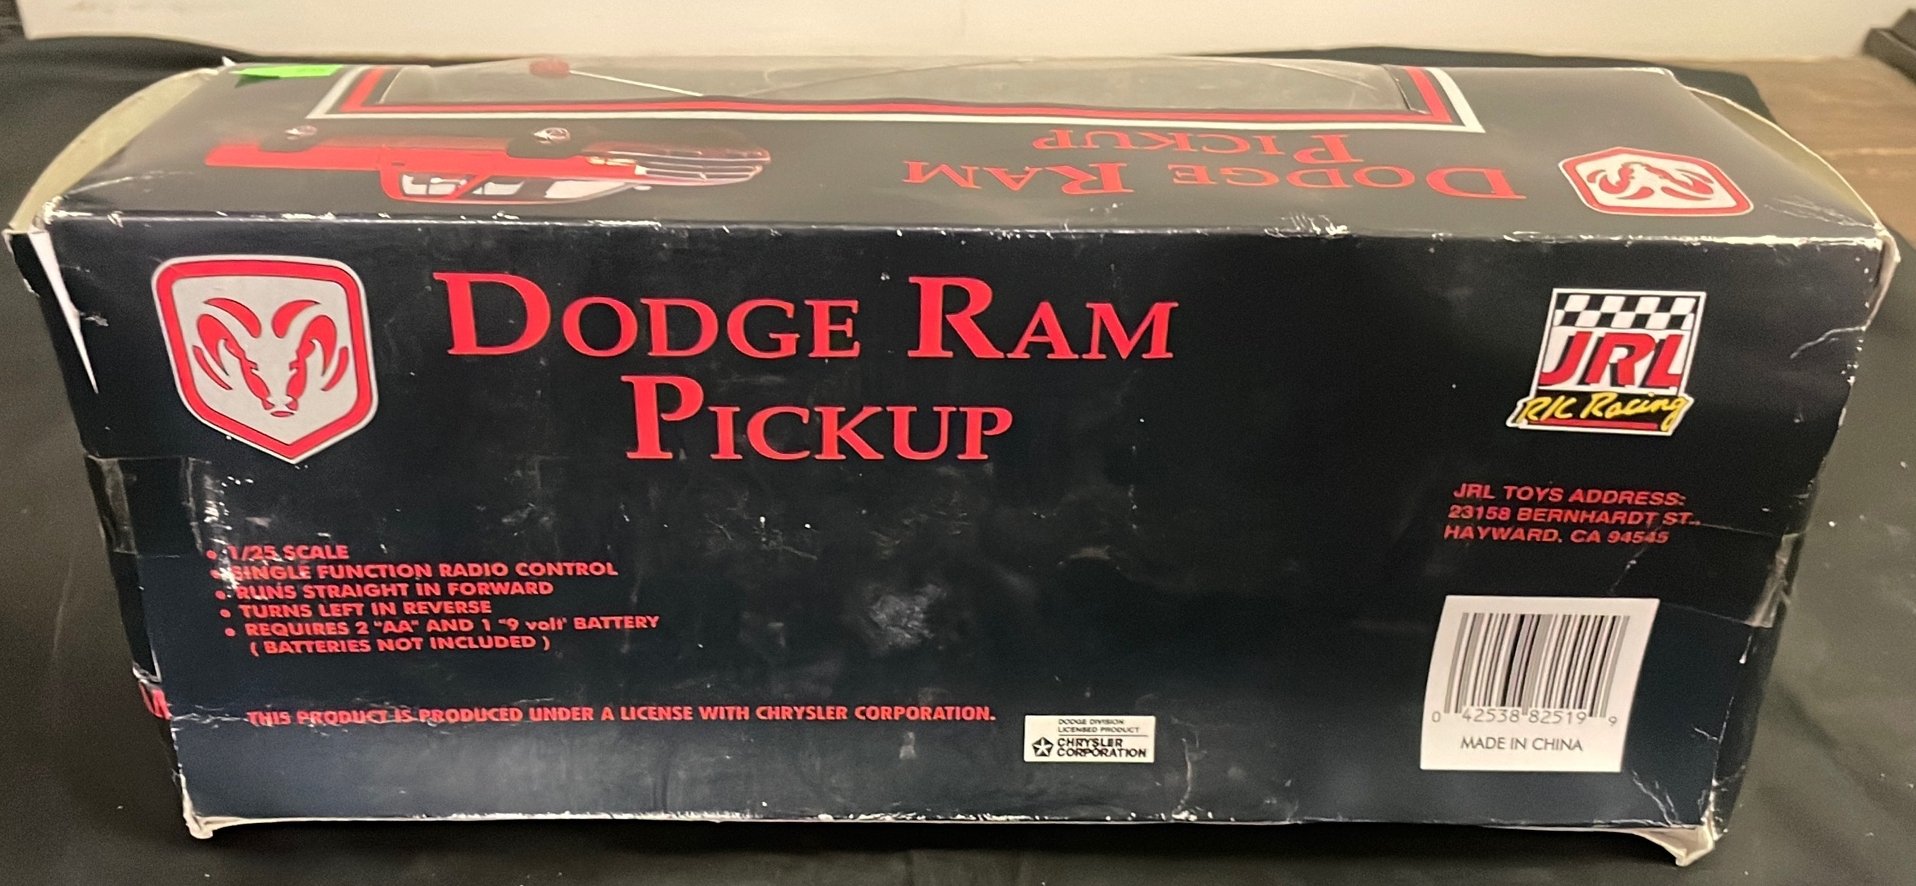 DODGE RAM
PICKUP
DODGE RAM
PICKUP
JRL
R/C Racing
JRL TOYS ADDRESS:
23158 BERNHARDT ST.,
HAYWARD, CA 94545
• 1/25 SCALE
• SINGLE FUNCTION RADIO CONTROL
• RUNS STRAIGHT IN FORWARD
• TURNS LEFT IN REVERSE
• REQUIRES 2 "AA" AND 1 "9 volt" BATTERY
( BATTERIES NOT INCLUDED )
THIS PRODUCT IS PRODUCED UNDER A LICENSE WITH CHRYSLER CORPORATION.
DODGE DIVISION
LICENSED PRODUCT
CHRYSLER
CORPORATION
0 42538 82519 9
MADE IN CHINA